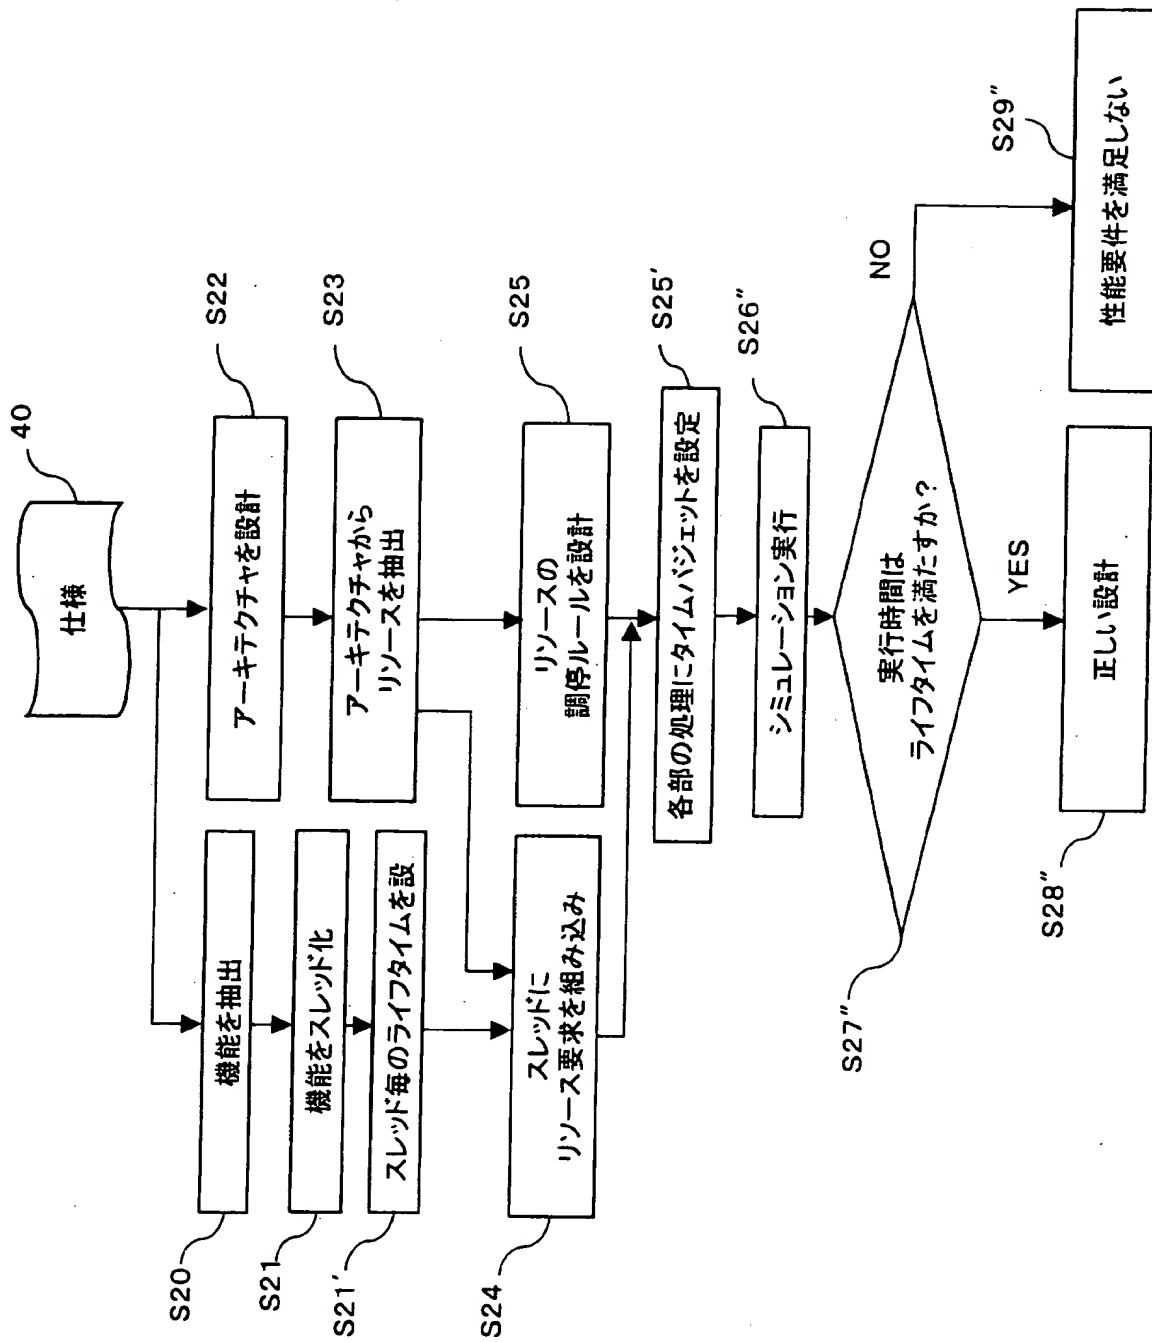 40
仕様
S20
機能を抽出
S21
機能をスレッド化
S21'
スレッド毎のライフタイムを設
S22
アーキテクチャを設計
S23
アーキテクチャから
リソースを抽出
S24
スレッドに
リソース要求を組み込み
S25
リソースの
調停ルールを設計
S25'
各部の処理にタイムバジェットを設定
S26"
シミュレーション実行
S27"
実行時間は
ライフタイムを満たすか?
YES
NO
S28"
正しい設計
S29"
性能要件を満足しない